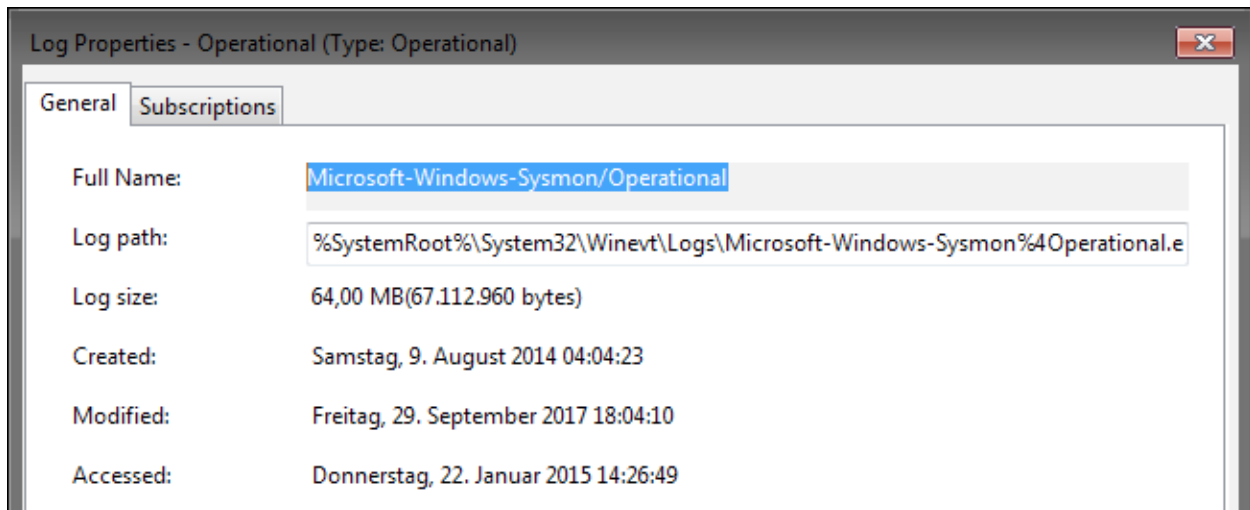 Log Properties - Operational (Type: Operational)
General Subscriptions
Full Name: Microsoft-Windows-Sysmon/Operational
Log path: %SystemRoot%\System32\Winevt\Logs\Microsoft-Windows-Sysmon%4Operational.e
Log size: 64,00 MB(67.112.960 bytes)
Created: Samstag, 9. August 2014 04:04:23
Modified: Freitag, 29. September 2017 18:04:10
Accessed: Donnerstag, 22. Januar 2015 14:26:49